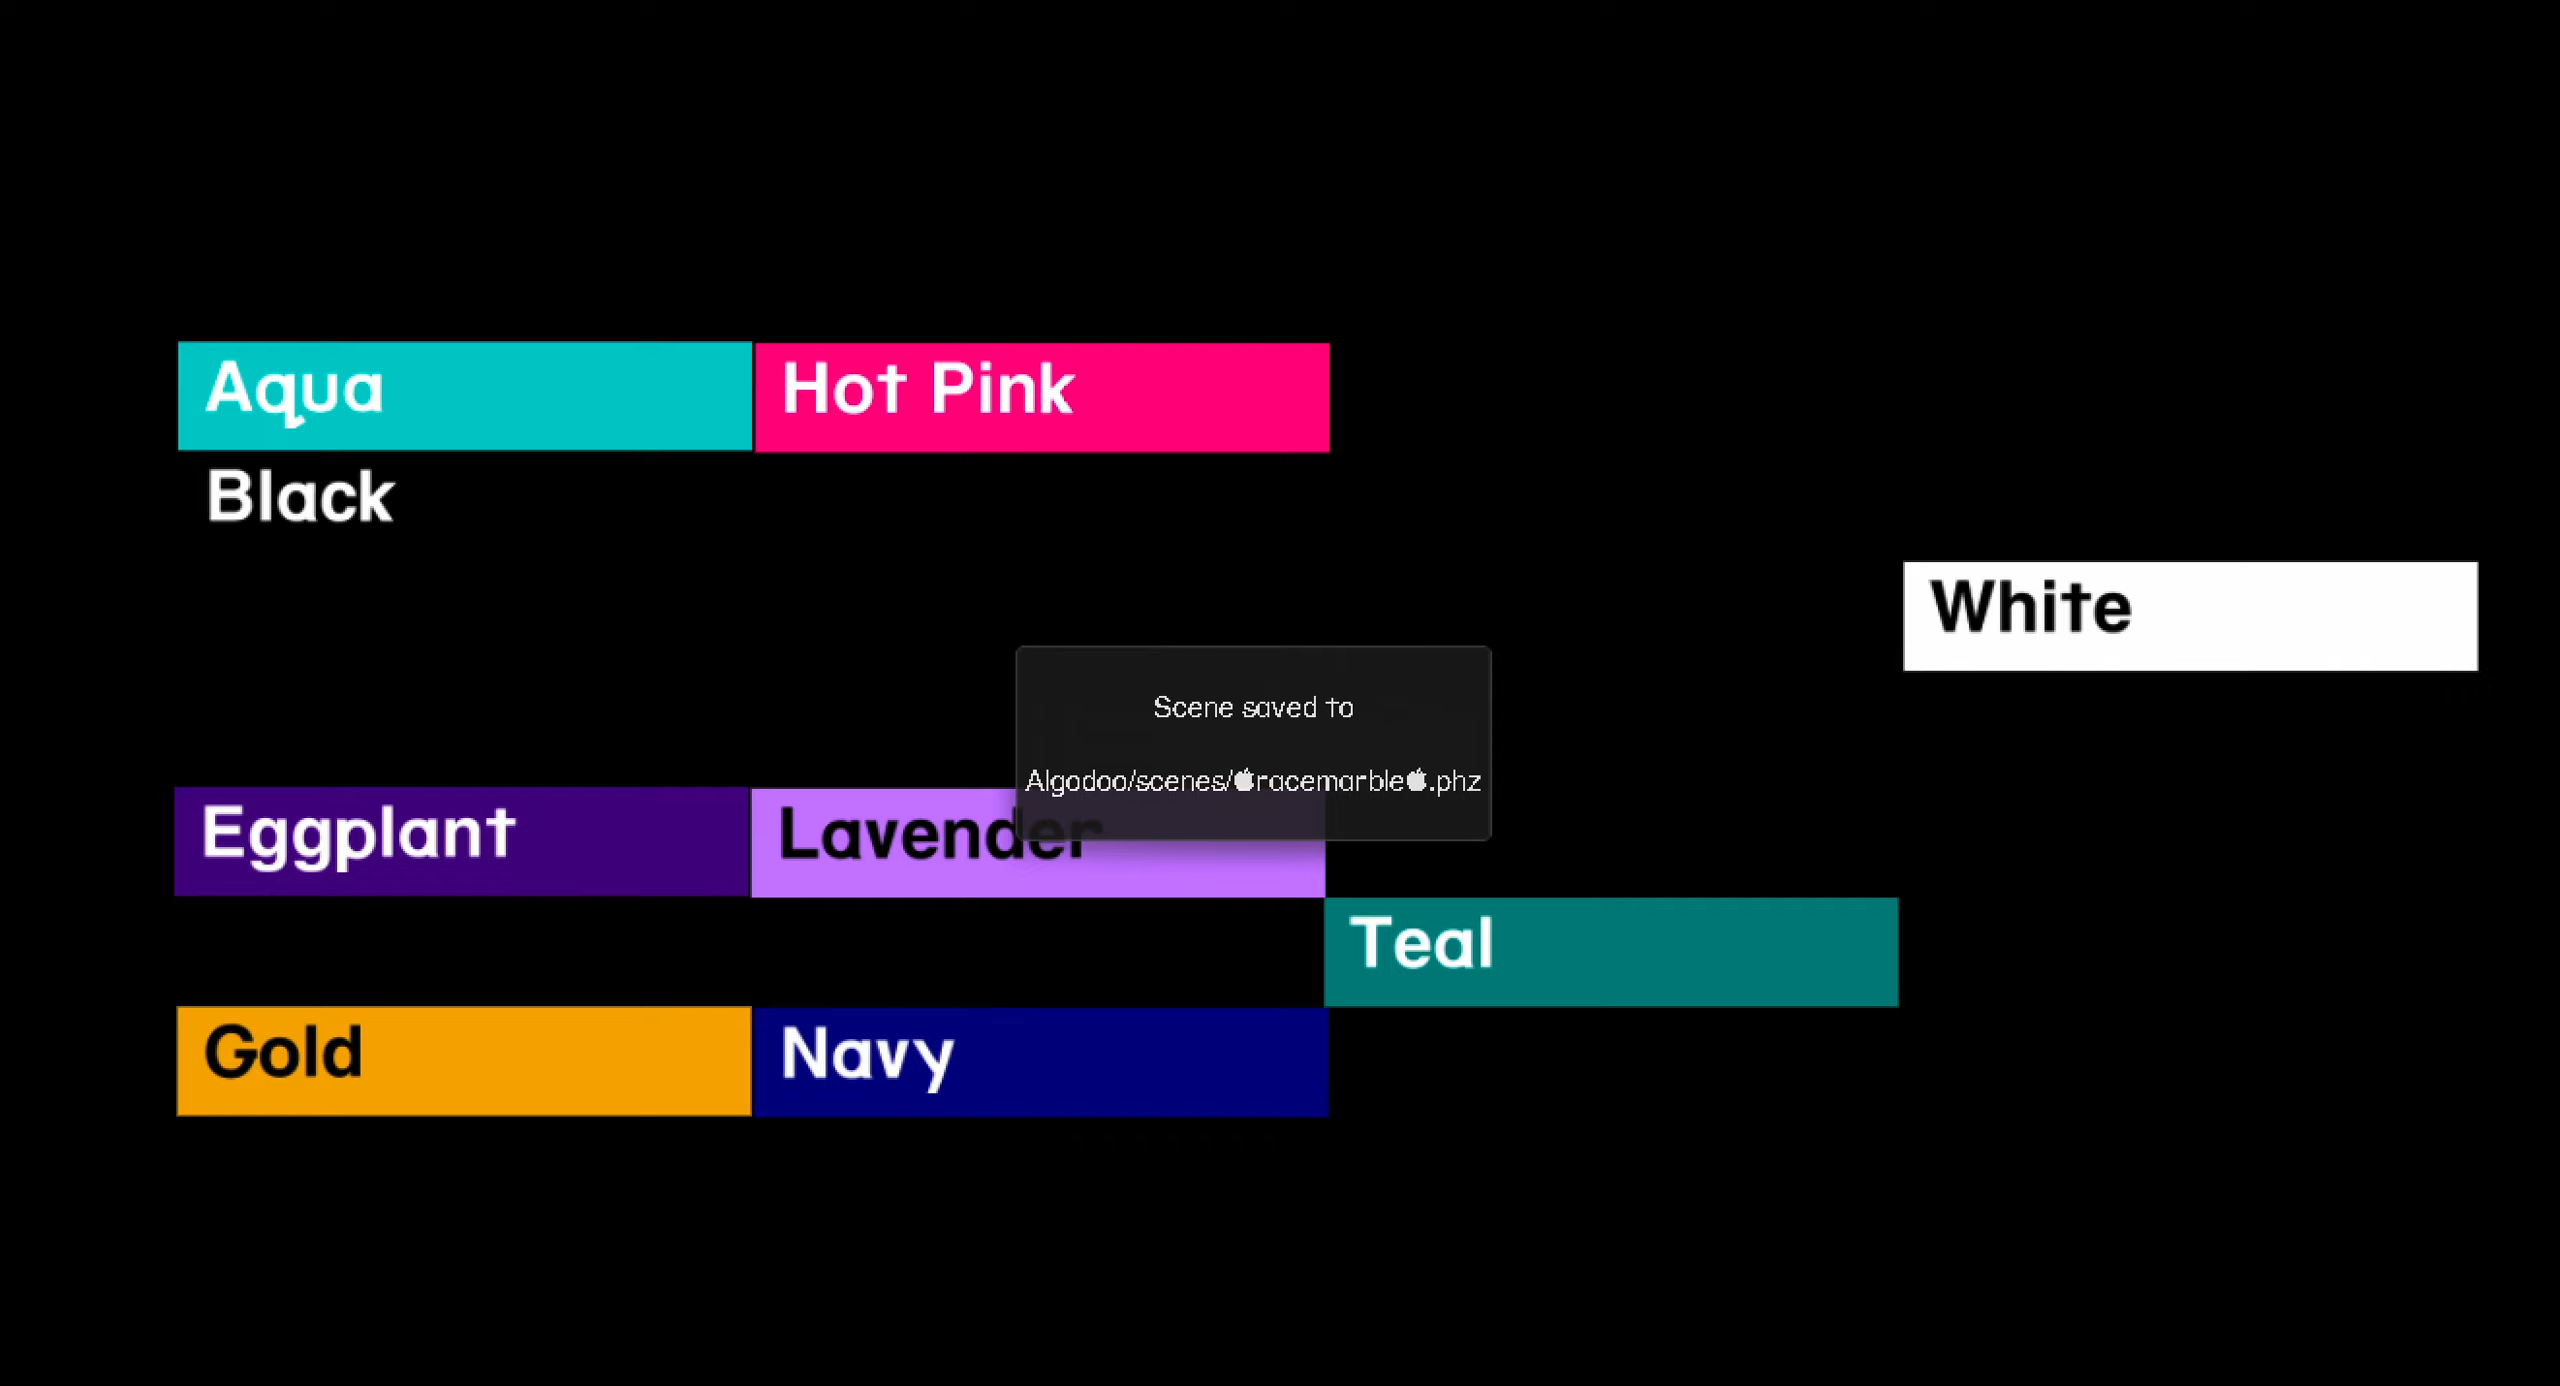 Aqua
Hot Pink
Black
White
Scene saved to
Algodoo/scenes/🍎racemarble🍎.phz
Eggplant
Lavender
Teal
Gold
Navy